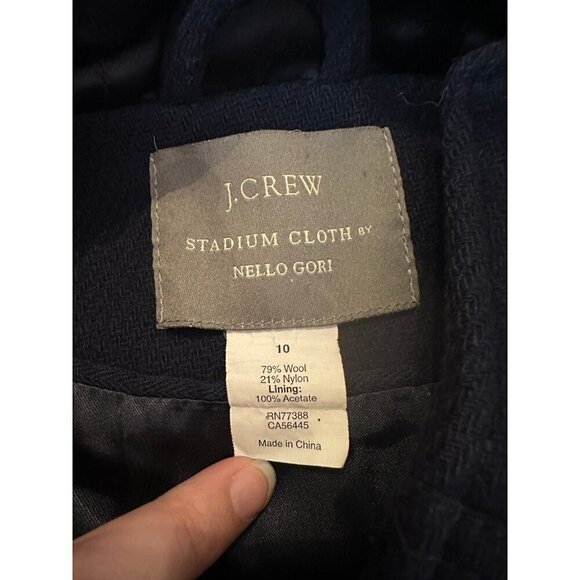 J.CREW
STADIUM CLOTH BY
NELLO GORI
10
79% Wool
21% Nylon
Lining:
100% Acetate
RN77388
CA56445
Made in China